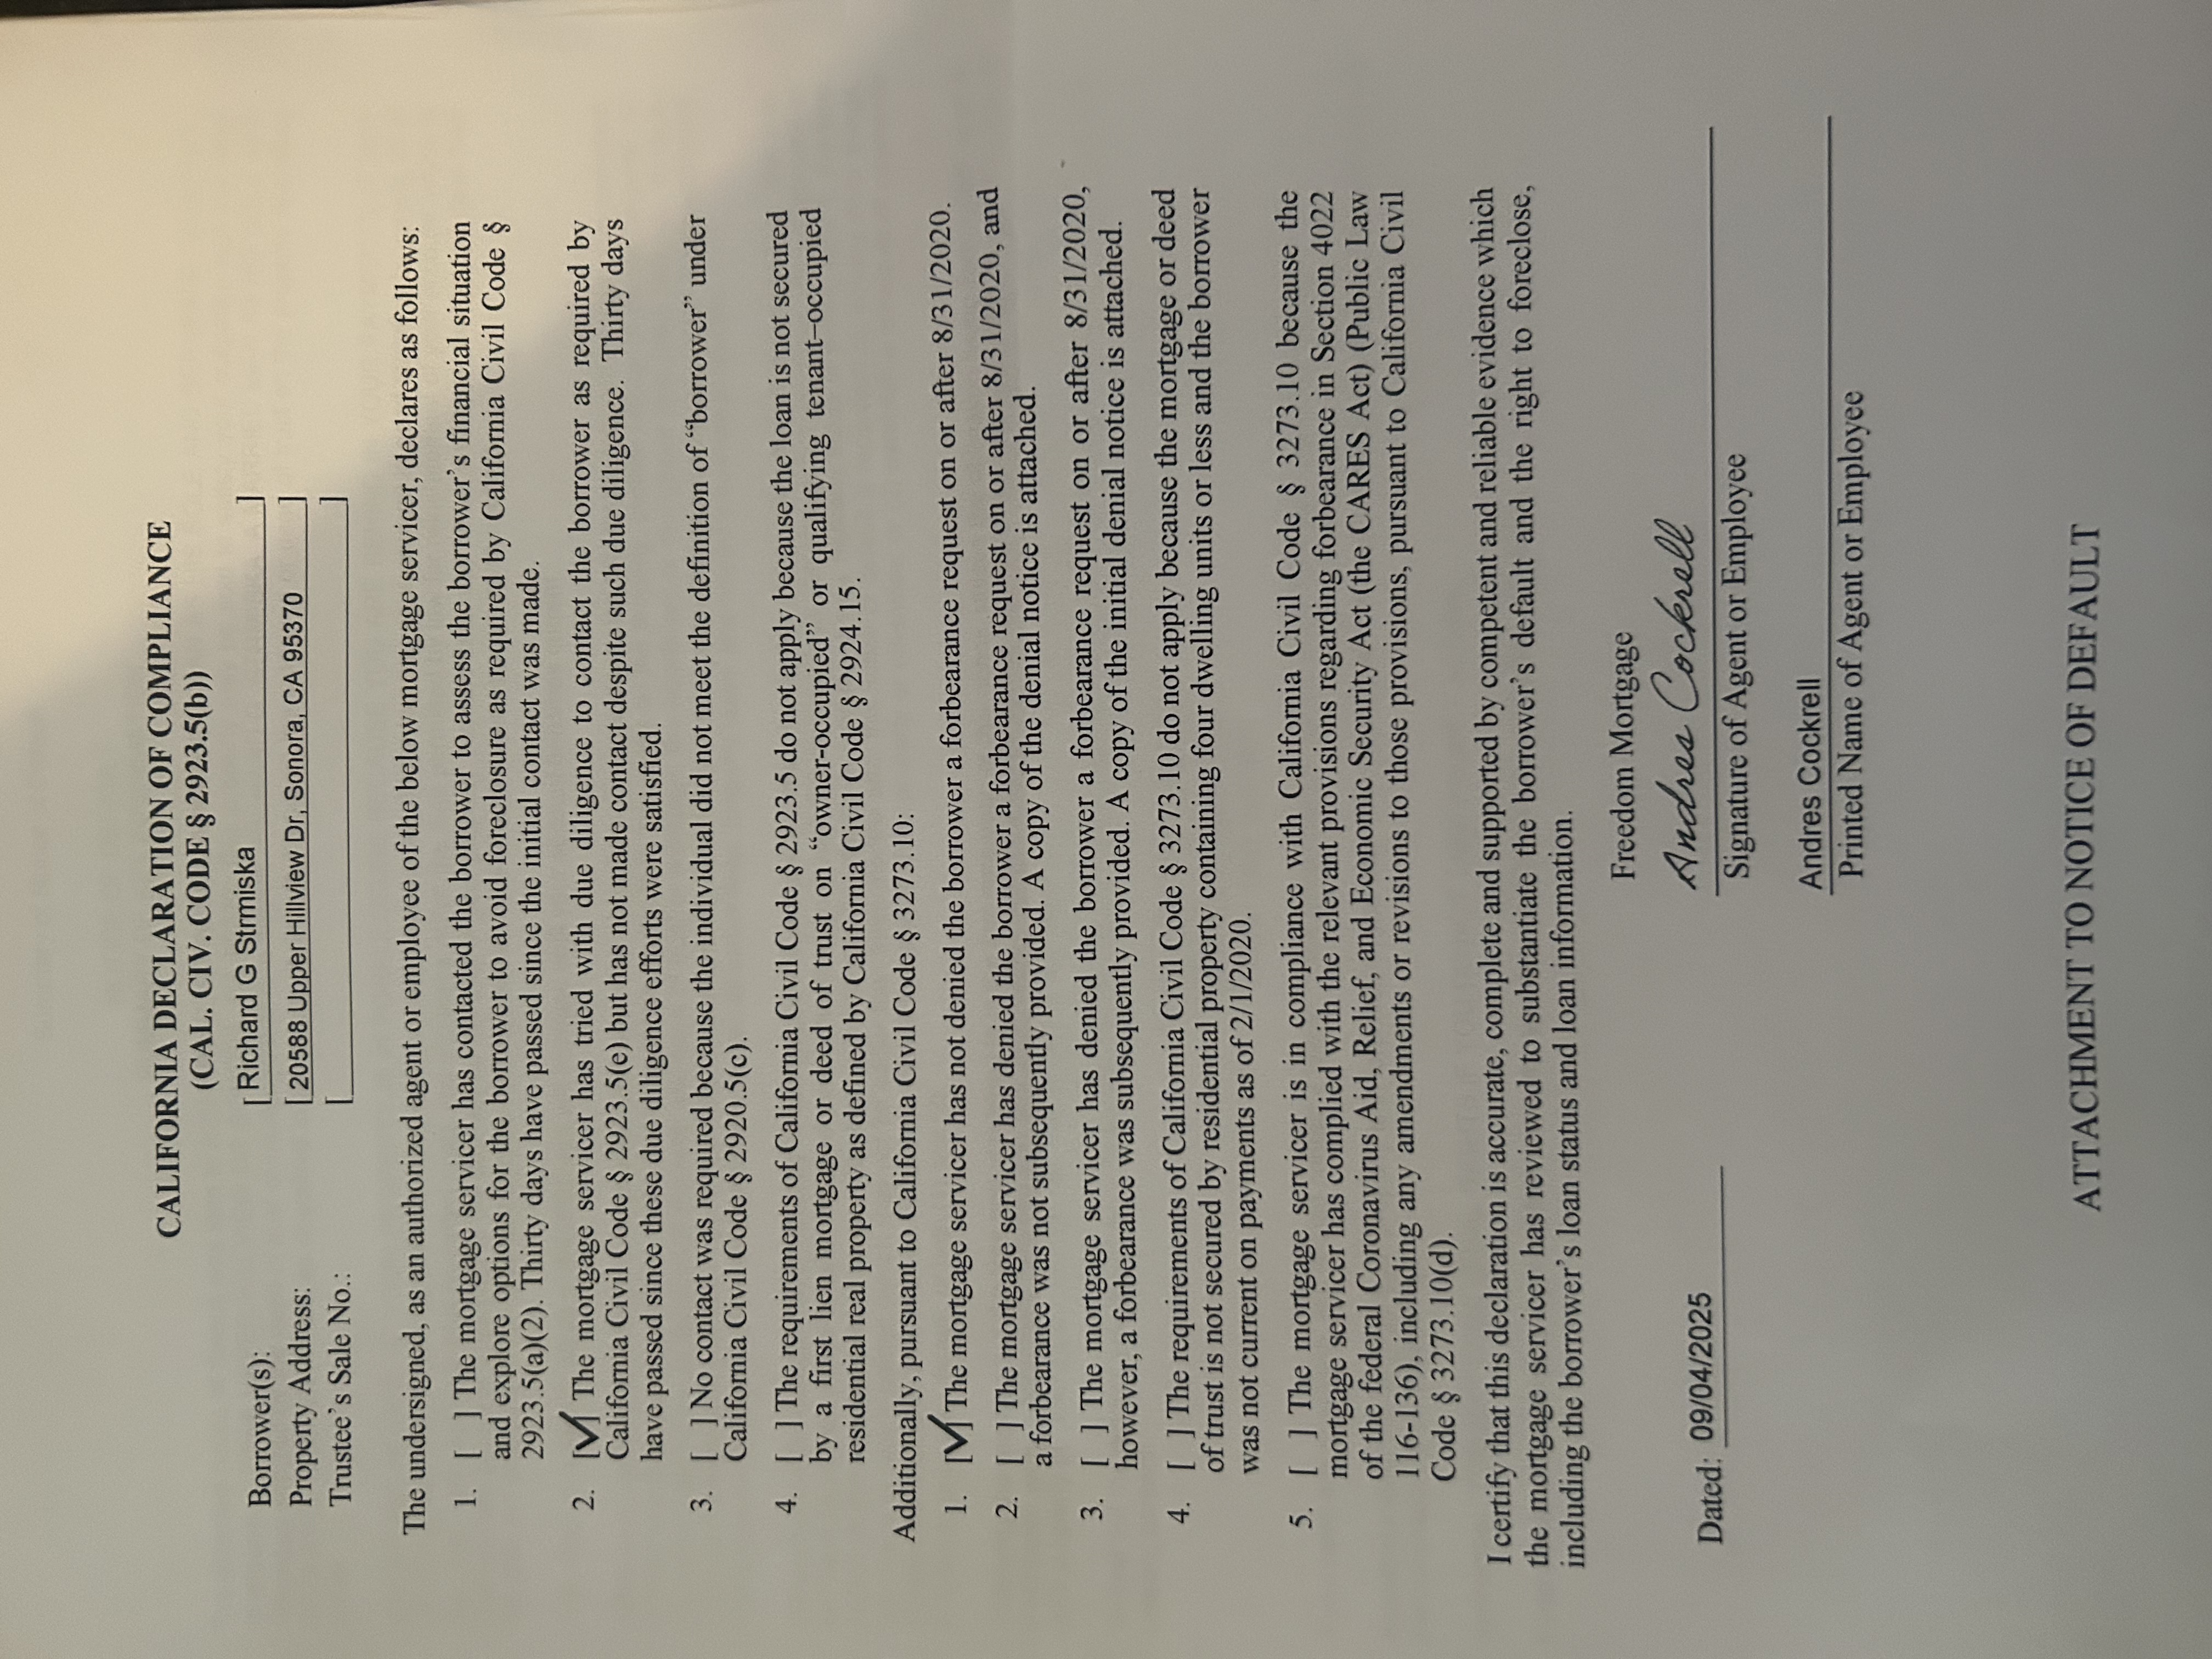 CALIFORNIA DECLARATION OF COMPLIANCE
(CAL. CIV. CODE § 2923.5(b))
Borrower(s): [ Richard G Strmiska ]
Property Address: [ 20588 Upper Hillview Dr, Sonora, CA 95370 ]
Trustee’s Sale No.: [ ]
The undersigned, as an authorized agent or employee of the below mortgage servicer, declares as follows:
1. [ ] The mortgage servicer has contacted the borrower to assess the borrower’s financial situation
and explore options for the borrower to avoid foreclosure as required by California Civil Code §
2923.5(a)(2). Thirty days have passed since the initial contact was made.
2. [✓] The mortgage servicer has tried with due diligence to contact the borrower as required by
California Civil Code § 2923.5(e) but has not made contact despite such due diligence. Thirty days
have passed since these due diligence efforts were satisfied.
3. [ ] No contact was required because the individual did not meet the definition of “borrower” under
California Civil Code § 2920.5(c).
4. [ ] The requirements of California Civil Code § 2923.5 do not apply because the loan is not secured
by a first lien mortgage or deed of trust on “owner-occupied” or qualifying tenant–occupied
residential real property as defined by California Civil Code § 2924.15.
Additionally, pursuant to California Civil Code § 3273.10:
1. [✓] The mortgage servicer has not denied the borrower a forbearance request on or after 8/31/2020.
2. [ ] The mortgage servicer has denied the borrower a forbearance request on or after 8/31/2020, and
a forbearance was not subsequently provided. A copy of the denial notice is attached.
3. [ ] The mortgage servicer has denied the borrower a forbearance request on or after 8/31/2020,
however, a forbearance was subsequently provided. A copy of the initial denial notice is attached.
4. [ ] The requirements of California Civil Code § 3273.10 do not apply because the mortgage or deed
of trust is not secured by residential property containing four dwelling units or less and the borrower
was not current on payments as of 2/1/2020.
5. [ ] The mortgage servicer is in compliance with California Civil Code § 3273.10 because the
mortgage servicer has complied with the relevant provisions regarding forbearance in Section 4022
of the federal Coronavirus Aid, Relief, and Economic Security Act (the CARES Act) (Public Law
116-136), including any amendments or revisions to those provisions, pursuant to California Civil
Code § 3273.10(d).
I certify that this declaration is accurate, complete and supported by competent and reliable evidence which
the mortgage servicer has reviewed to substantiate the borrower’s default and the right to foreclose,
including the borrower’s loan status and loan information.
Freedom Mortgage
Andres Cockrell
Dated: 09/04/2025
Signature of Agent or Employee
Andres Cockrell
Printed Name of Agent or Employee
ATTACHMENT TO NOTICE OF DEFAULT